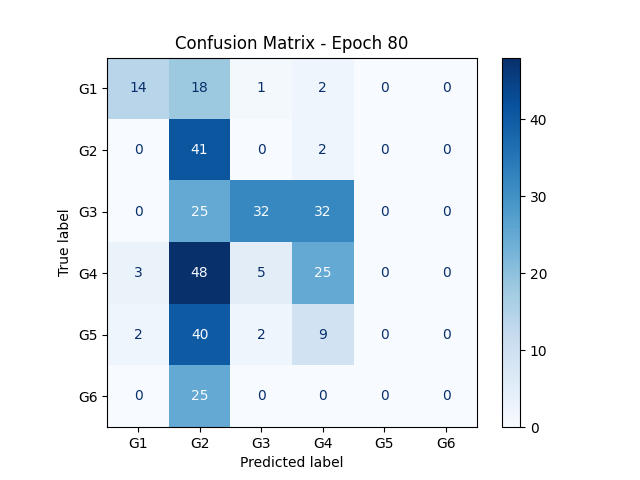 Confusion Matrix - Epoch 80
G1 14 18 1 2 0 0
G2 0 41 0 2 0 0
G3 0 25 32 32 0 0
G4 3 48 5 25 0 0
G5 2 40 2 9 0 0
G6 0 25 0 0 0 0
G1 G2 G3 G4 G5 G6
Predicted label
True label
40
30
20
10
0